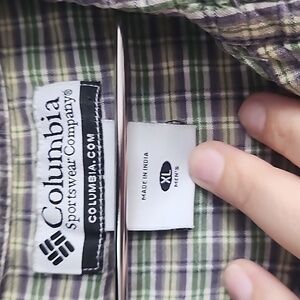 Columbia
Sportswear Company®
COLUMBIA.COM
MADE IN INDIA
XL
MEN'S